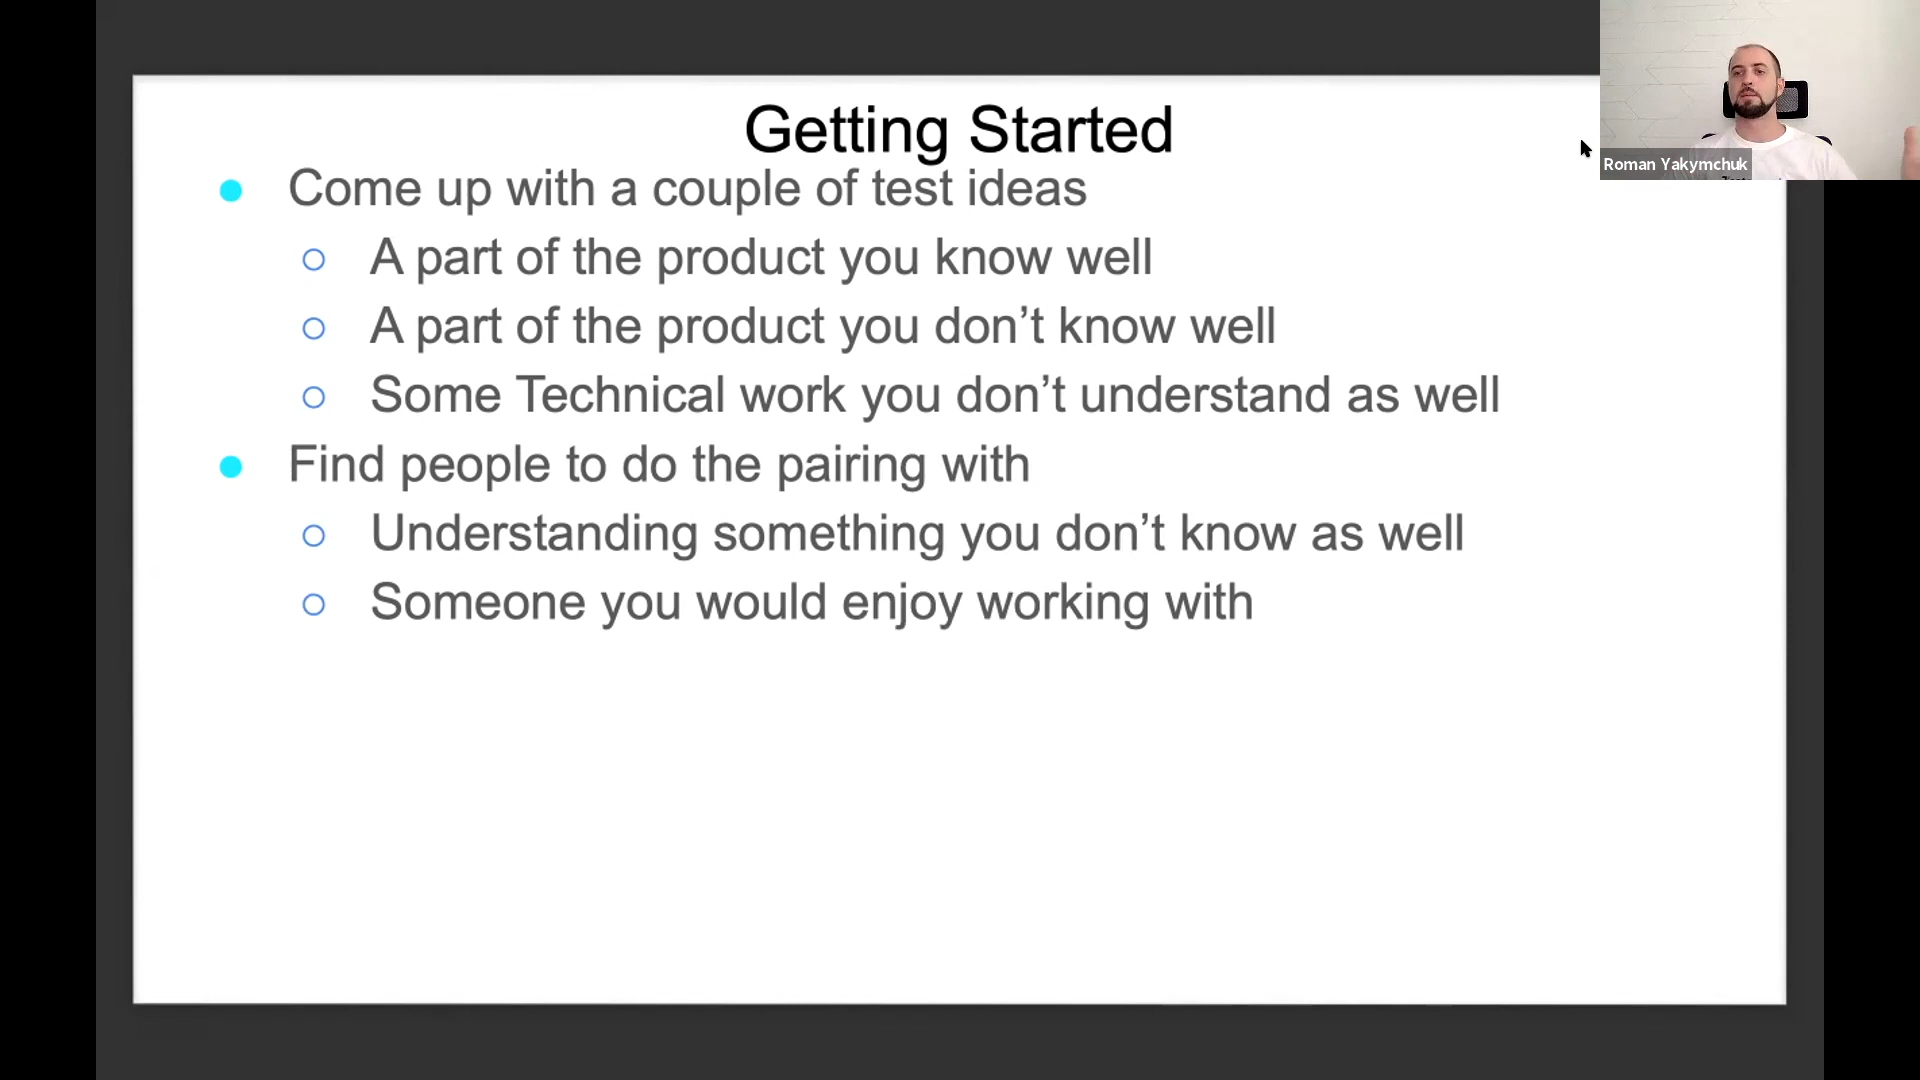 Getting Started
Come up with a couple of test ideas
A part of the product you know well
A part of the product you don’t know well
Some Technical work you don’t understand as well
Find people to do the pairing with
Understanding something you don’t know as well
Someone you would enjoy working with
Roman Yakymchuk